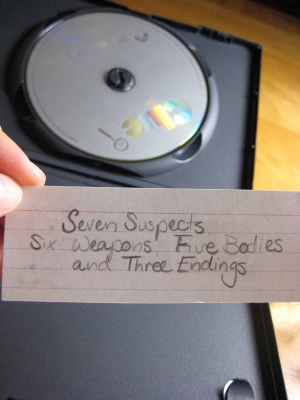 Seven Suspects,
Six Weapons, Five Bodies
and Three Endings